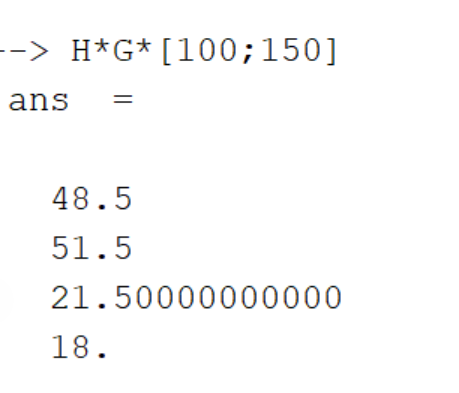 --> H*G*[100;150]
ans =
48.5
51.5
21.50000000000
18.